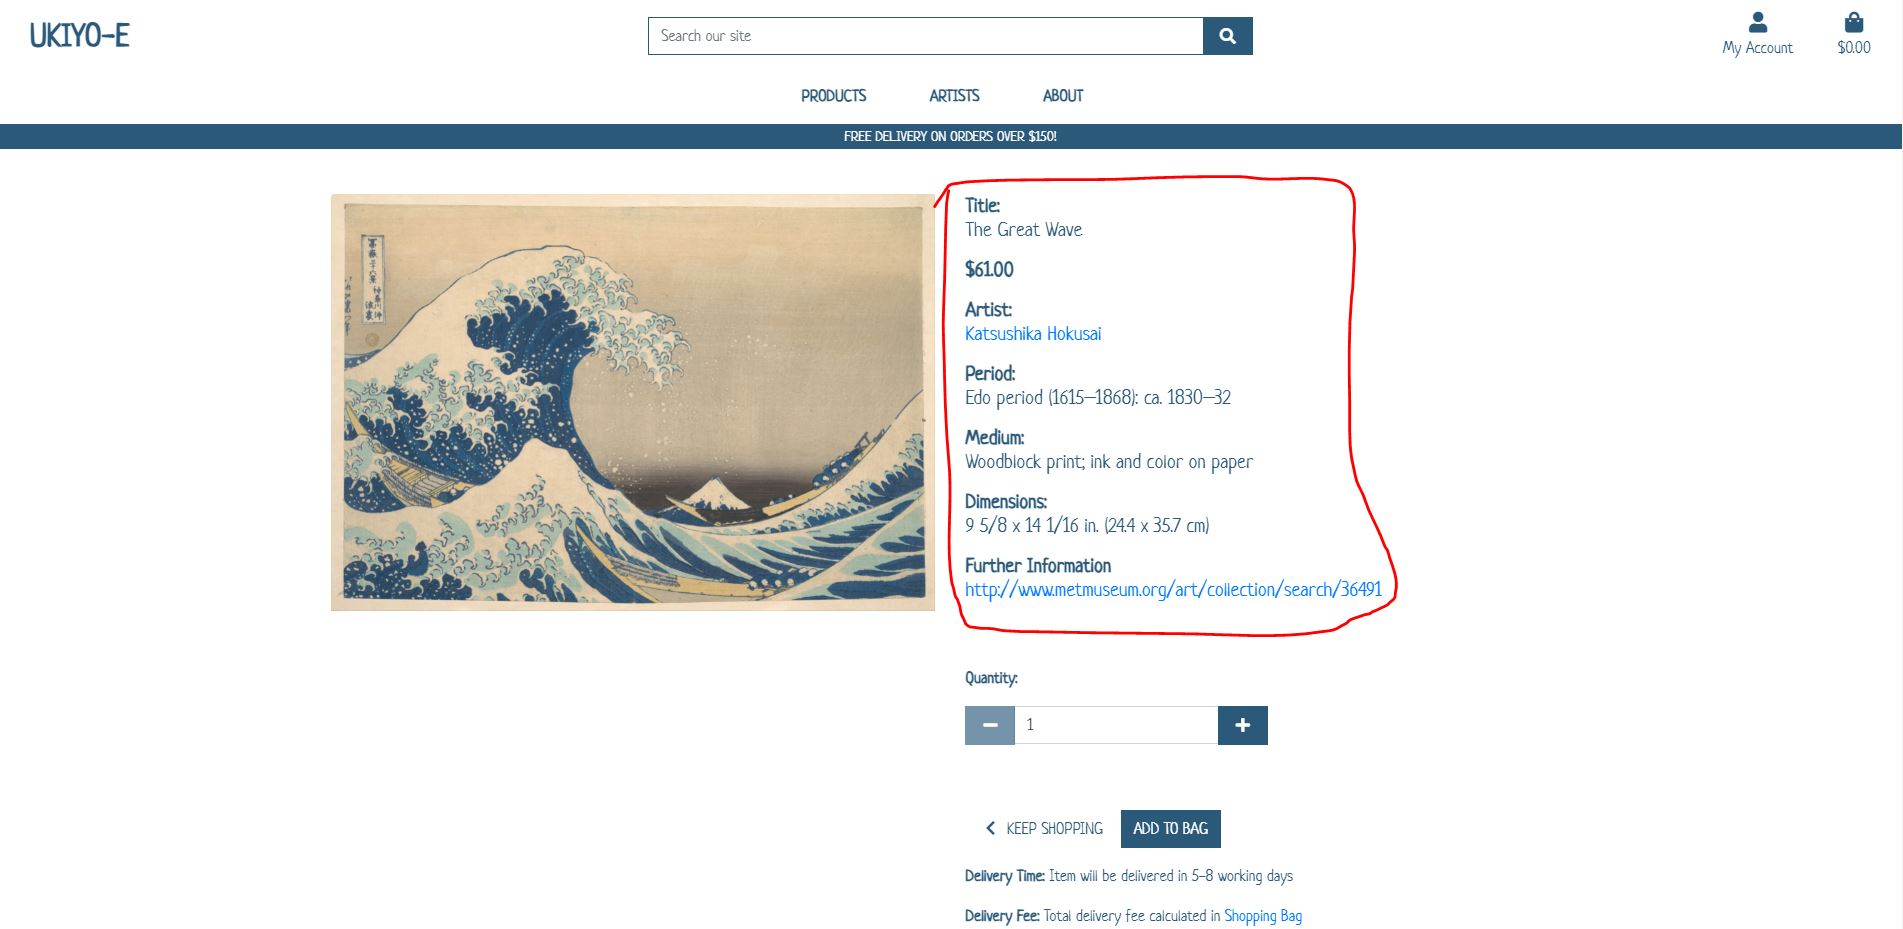 UKIYO-E
Search our site
My Account
$0.00
PRODUCTS
ARTISTS
ABOUT
FREE DELIVERY ON ORDERS OVER $150!
Title:
The Great Wave
$61.00
Artist:
Katsushika Hokusai
Period:
Edo period (1615–1868): ca. 1830–32
Medium:
Woodblock print; ink and color on paper
Dimensions:
9 5/8 x 14 1/16 in. (24.4 x 35.7 cm)
Further Information
http://www.metmuseum.org/art/collection/search/36491
Quantity:
1
KEEP SHOPPING
ADD TO BAG
Delivery Time: Item will be delivered in 5-8 working days
Delivery Fee: Total delivery fee calculated in Shopping Bag